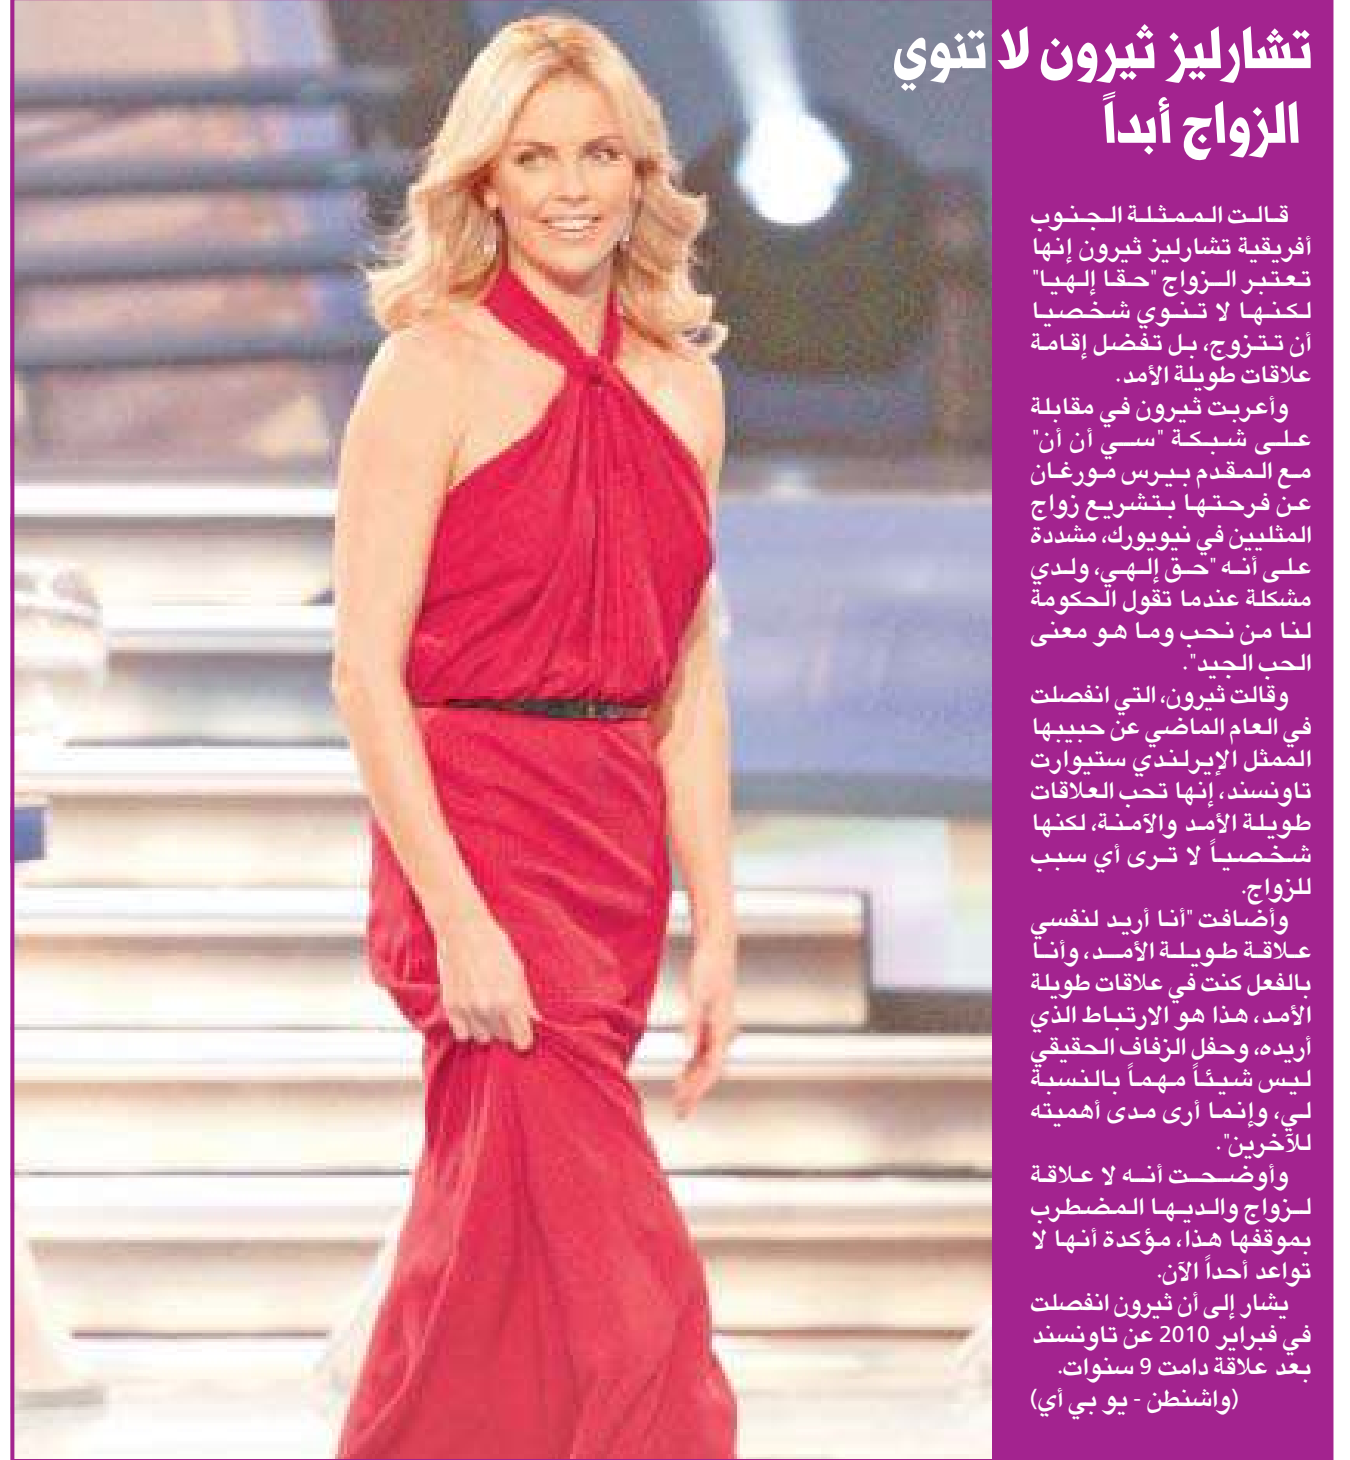 تشارليز ثيرون لا تنوي
الزواج أبداً
قالت الممثلة الجنوب
أفريقية تشارليز ثيرون إنها
تعتبر الزواج "حقا إلهيا"
لكنها لا تنوي شخصيا
أن تتزوج، بل تفضل إقامة
علاقات طويلة الأمد.
وأعربت ثيرون في مقابلة
على شبكة "سي أن أن"
مع المقدم بيرس مورغان
عن فرحتها بتشريع زواج
المثليين في نيويورك، مشددة
على أنه "حق إلهي، ولدي
مشكلة عندما تقول الحكومة
لنا من نحب وما هو معنى
الحب الجيد".
وقالت ثيرون، التي انفصلت
في العام الماضي عن حبيبها
الممثل الإيرلندي ستيوارت
تاونسند، إنها تحب العلاقات
طويلة الأمد والآمنة، لكنها
شخصياً لا ترى أي سبب
للزواج.
وأضافت "أنا أريد لنفسي
علاقة طويلة الأمد، وأنا
بالفعل كنت في علاقات طويلة
الأمد، هذا هو الارتباط الذي
أريده، وحفل الزفاف الحقيقي
ليس شيئاً مهماً بالنسبة
لي، وإنما أرى مدى أهميته
للآخرين".
وأوضحت أنه لا علاقة
لزواج والديها المضطرب
بموقفها هذا، مؤكدة أنها لا
تواعد أحداً الآن.
يشار إلى أن ثيرون انفصلت
في فبراير 2010 عن تاونسند
بعد علاقة دامت 9 سنوات.
(واشنطن - يو بي أي)